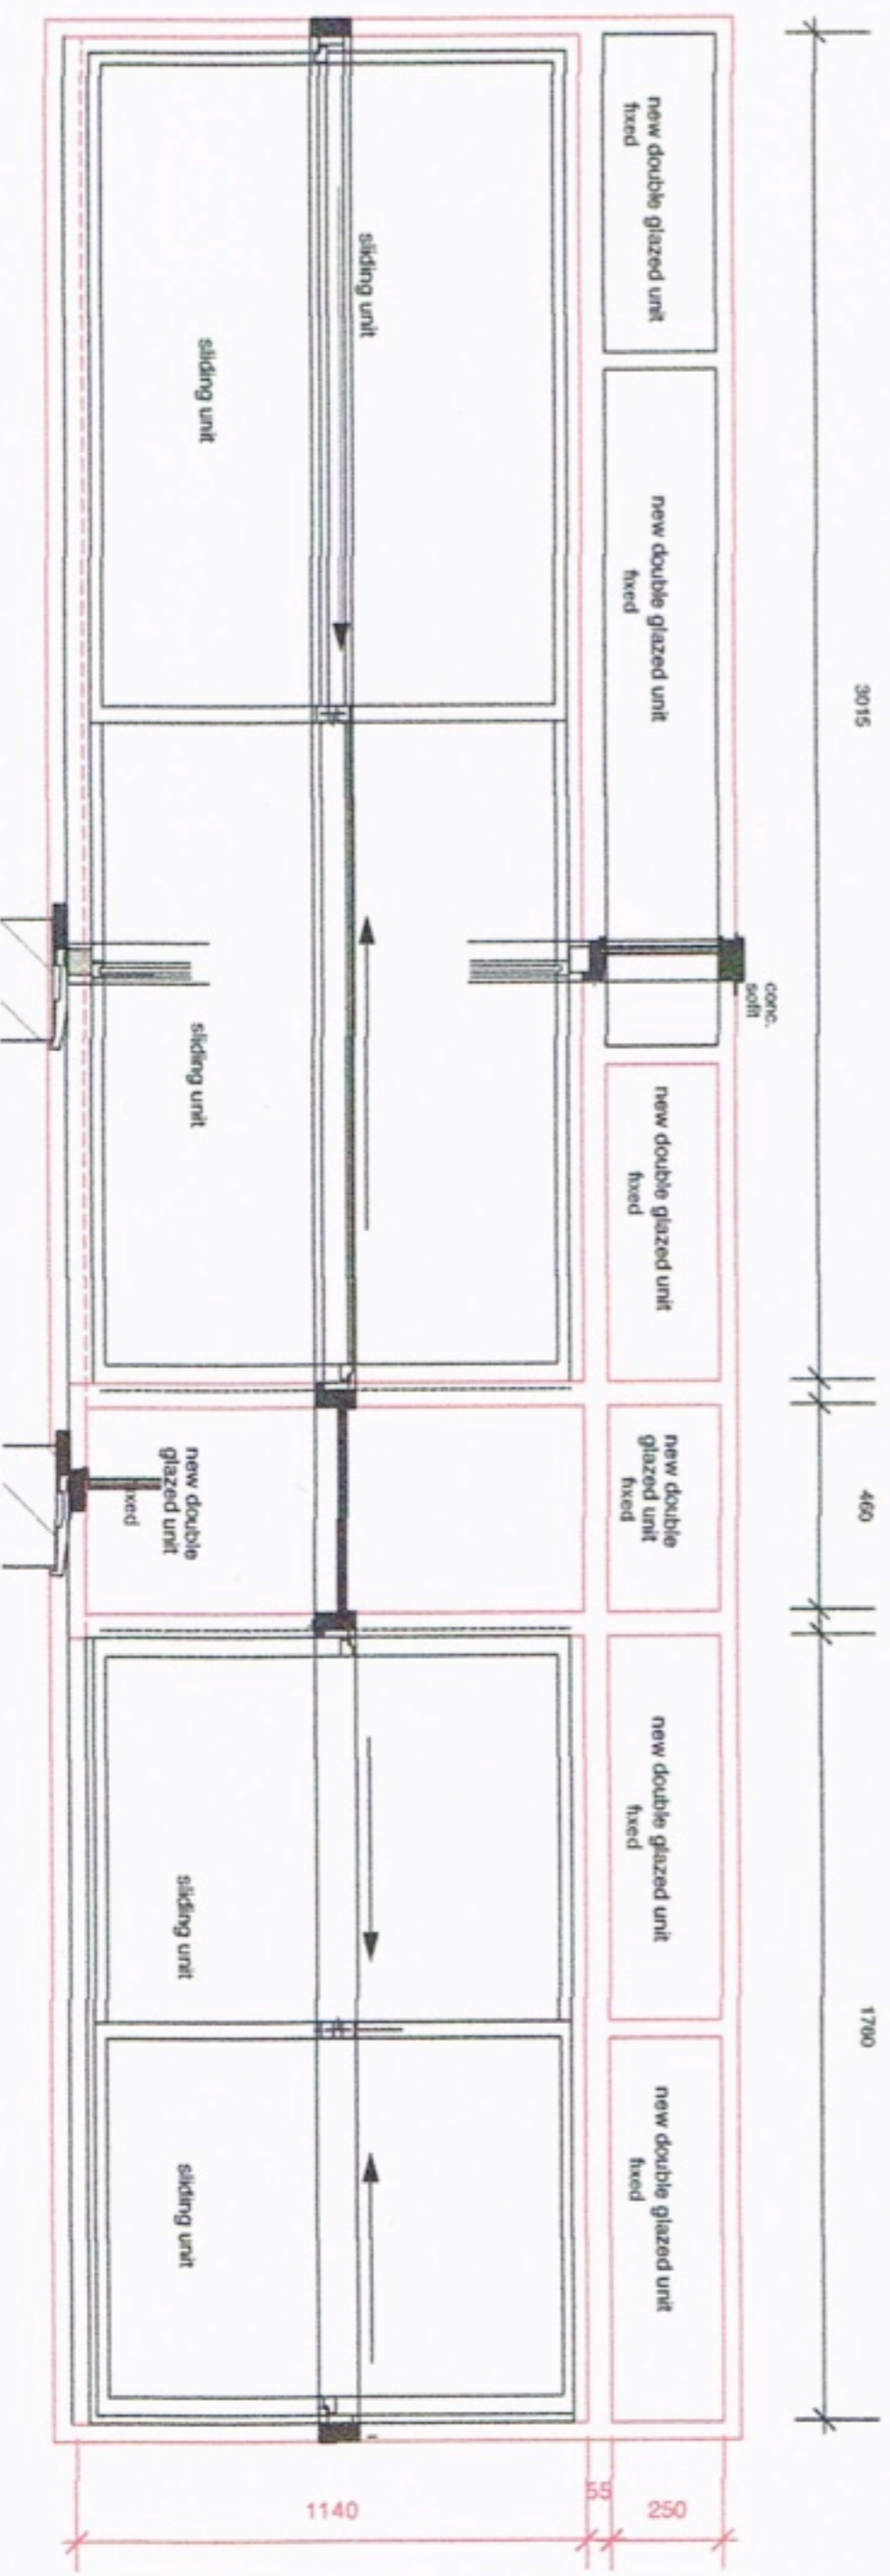 3015
460
1760
conc.
sofit
new double glazed unit
fixed
new double glazed unit
fixed
new double glazed unit
fixed
new double
glazed unit
fixed
new double glazed unit
fixed
new double glazed unit
fixed
250
55
1140
sliding unit
sliding unit
sliding unit
new double
glazed unit
fixed
sliding unit
sliding unit